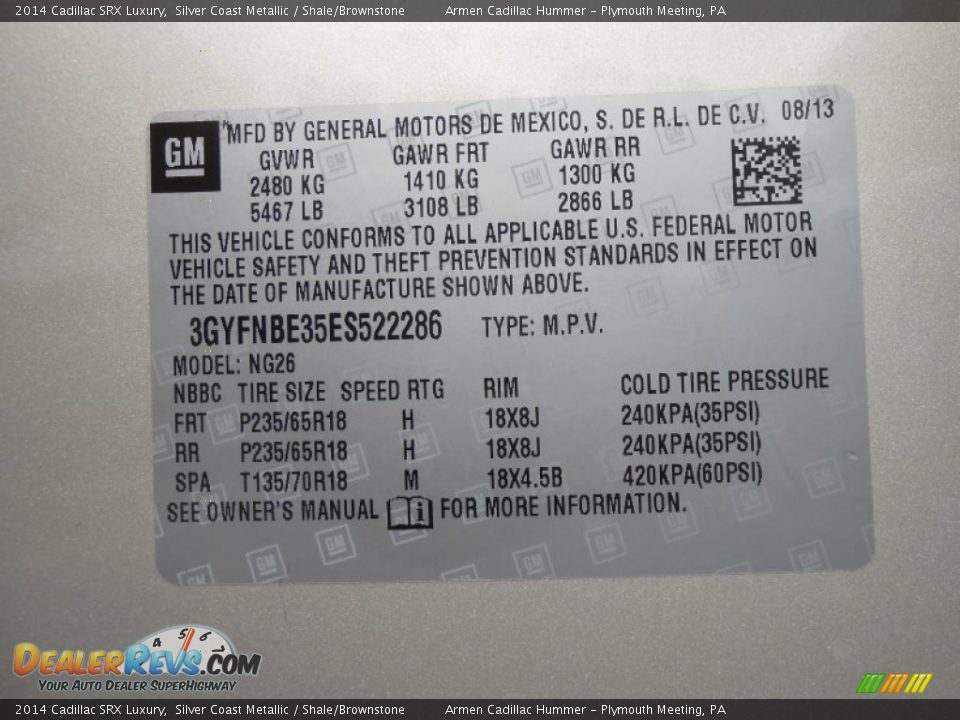 2014 Cadillac SRX Luxury, Silver Coast Metallic / Shale/Brownstone Armen Cadillac Hummer - Plymouth Meeting, PA
GM
MFD BY GENERAL MOTORS DE MEXICO, S. DE R.L. DE C.V. 08/13
GVWR GAWR FRT GAWR RR
2480 KG 1410 KG 1300 KG
5467 LB 3108 LB 2866 LB
THIS VEHICLE CONFORMS TO ALL APPLICABLE U.S. FEDERAL MOTOR
VEHICLE SAFETY AND THEFT PREVENTION STANDARDS IN EFFECT ON
THE DATE OF MANUFACTURE SHOWN ABOVE.
3GYFNBE35ES522286 TYPE: M.P.V.
MODEL: NG26
NBBC TIRE SIZE SPEED RTG RIM COLD TIRE PRESSURE
FRT P235/65R18 H 18X8J 240KPA(35PSI)
RR P235/65R18 H 18X8J 240KPA(35PSI)
SPA T135/70R18 M 18X4.5B 420KPA(60PSI)
SEE OWNER'S MANUAL i FOR MORE INFORMATION.
4 5 6 7
DEALERREVS.COM
YOUR AUTO DEALER SUPERHIGHWAY
2014 Cadillac SRX Luxury, Silver Coast Metallic / Shale/Brownstone Armen Cadillac Hummer - Plymouth Meeting, PA